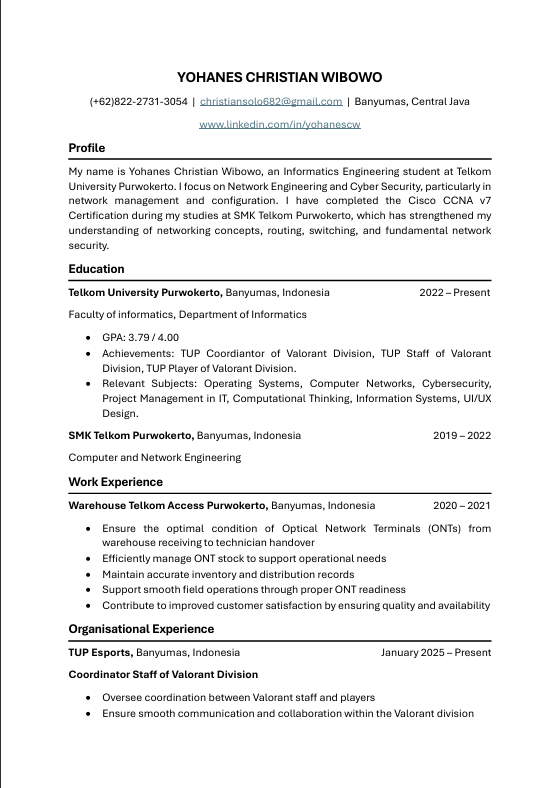 YOHANES CHRISTIAN WIBOWO
(+62)822-2731-3054 | christiansolo682@gmail.com | Banyumas, Central Java
www.linkedin.com/in/yohanescw
Profile
My name is Yohanes Christian Wibowo, an Informatics Engineering student at Telkom
University Purwokerto. I focus on Network Engineering and Cyber Security, particularly in
network management and configuration. I have completed the Cisco CCNA v7
Certification during my studies at SMK Telkom Purwokerto, which has strengthened my
understanding of networking concepts, routing, switching, and fundamental network
security.
Education
Telkom University Purwokerto, Banyumas, Indonesia 2022 – Present
Faculty of informatics, Department of Informatics
• GPA: 3.79 / 4.00
• Achievements: TUP Coordiantor of Valorant Division, TUP Staff of Valorant
Division, TUP Player of Valorant Division.
• Relevant Subjects: Operating Systems, Computer Networks, Cybersecurity,
Project Management in IT, Computational Thinking, Information Systems, UI/UX
Design.
SMK Telkom Purwokerto, Banyumas, Indonesia 2019 – 2022
Computer and Network Engineering
Work Experience
Warehouse Telkom Access Purwokerto, Banyumas, Indonesia 2020 – 2021
• Ensure the optimal condition of Optical Network Terminals (ONTs) from
warehouse receiving to technician handover
• Efficiently manage ONT stock to support operational needs
• Maintain accurate inventory and distribution records
• Support smooth field operations through proper ONT readiness
• Contribute to improved customer satisfaction by ensuring quality and availability
Organisational Experience
TUP Esports, Banyumas, Indonesia January 2025 – Present
Coordinator Staff of Valorant Division
• Oversee coordination between Valorant staff and players
• Ensure smooth communication and collaboration within the Valorant division